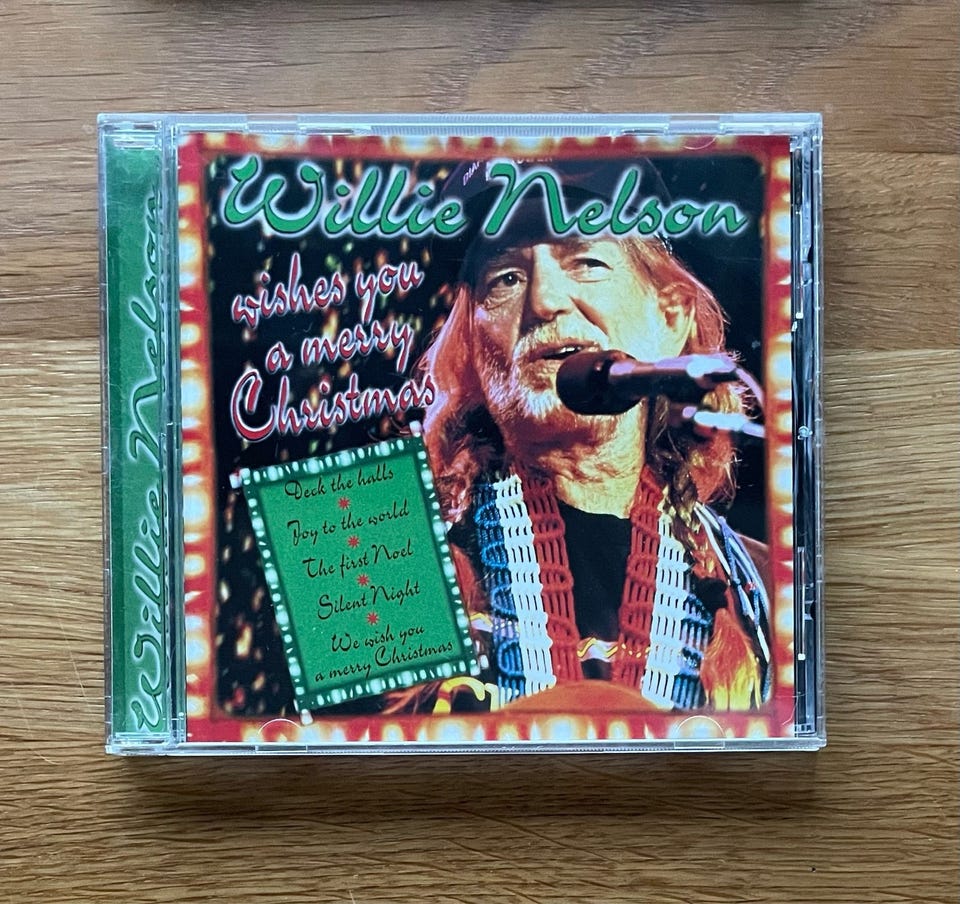 Willie Nelson
Willie Nelson
wishes you
a merry
Christmas
Deck the halls
Joy to the world
The first Noel
Silent Night
We wish you
a merry Christmas